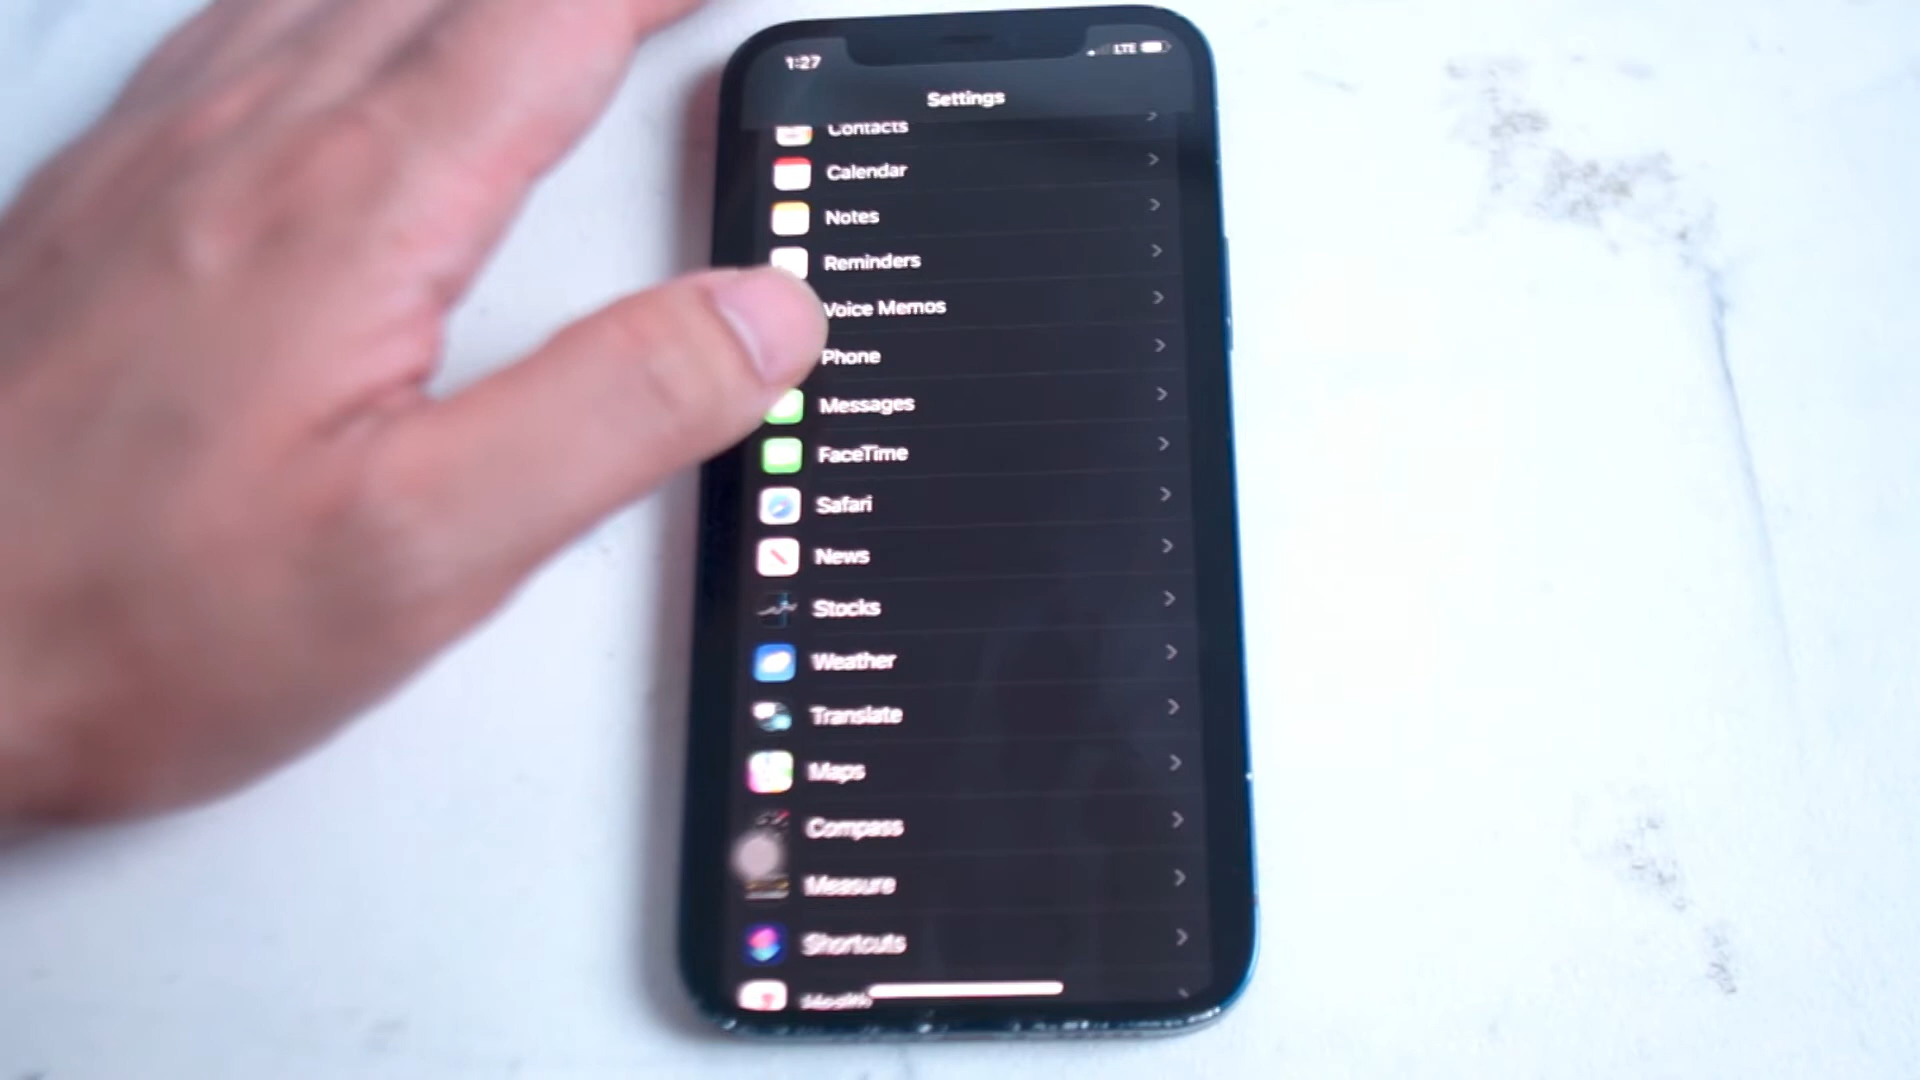 1:27
LTE
Settings
Contacts
Calendar
Notes
Reminders
Voice Memos
Phone
Messages
FaceTime
Safari
News
Stocks
Weather
Translate
Maps
Compass
Measure
Shortcuts
Health